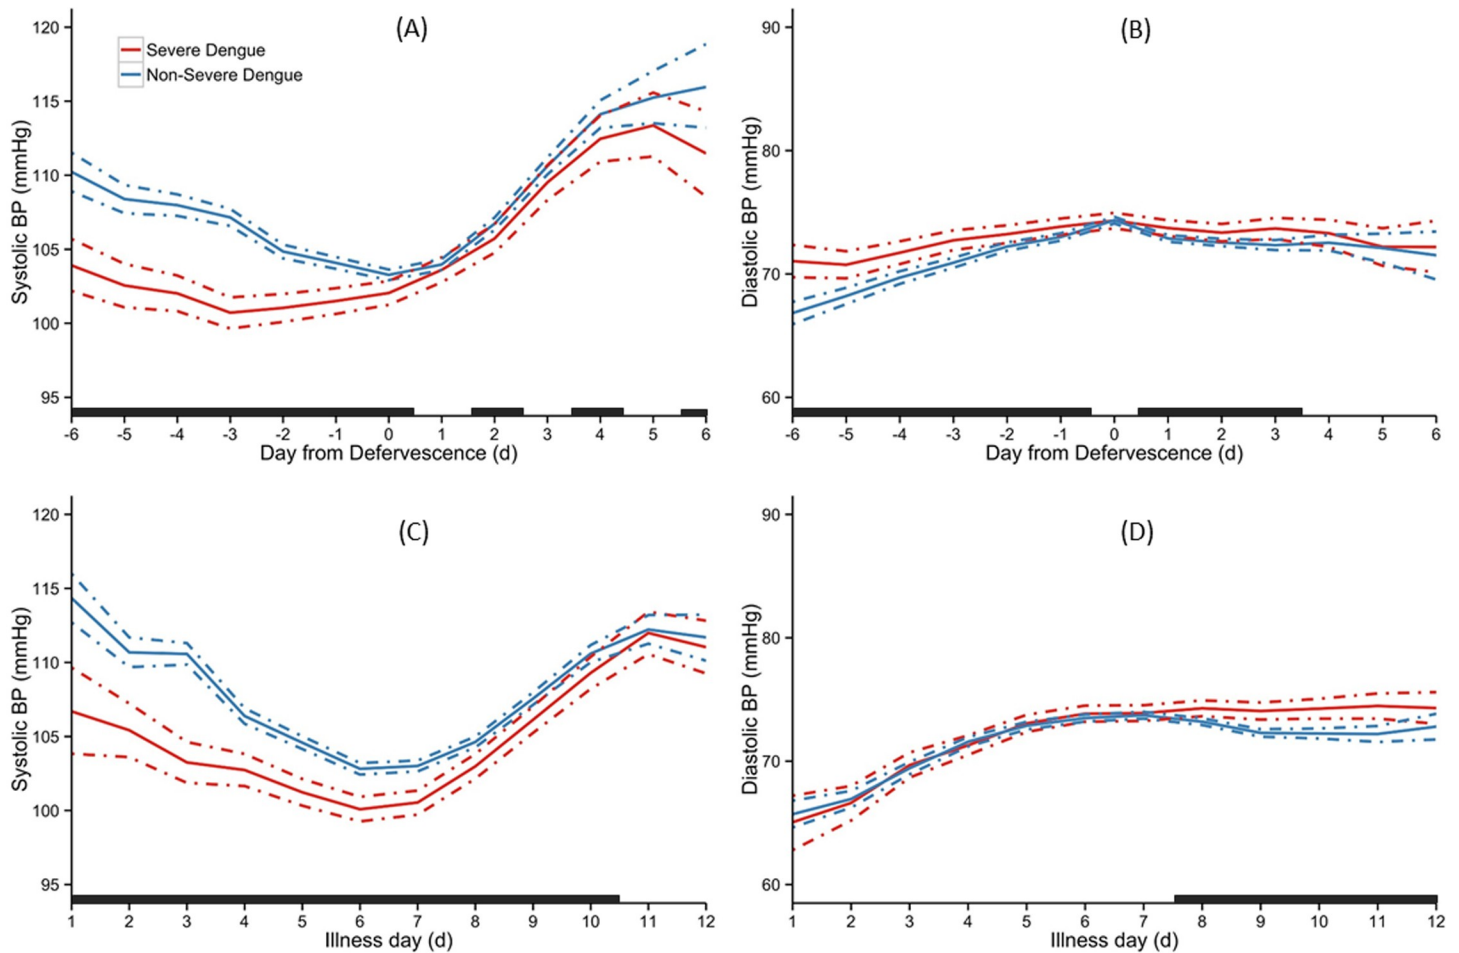 (A)
Severe Dengue
Non-Severe Dengue
Systolic BP (mmHg)
120
115
110
105
100
95
-6 -5 -4 -3 -2 -1 0 1 2 3 4 5 6
Day from Defervescence (d)
(B)
Diastolic BP (mmHg)
90
80
70
60
-6 -5 -4 -3 -2 -1 0 1 2 3 4 5 6
Day from Defervescence (d)
(C)
Systolic BP (mmHg)
120
115
110
105
100
95
1 2 3 4 5 6 7 8 9 10 11 12
Illness day (d)
(D)
Diastolic BP (mmHg)
90
80
70
60
1 2 3 4 5 6 7 8 9 10 11 12
Illness day (d)